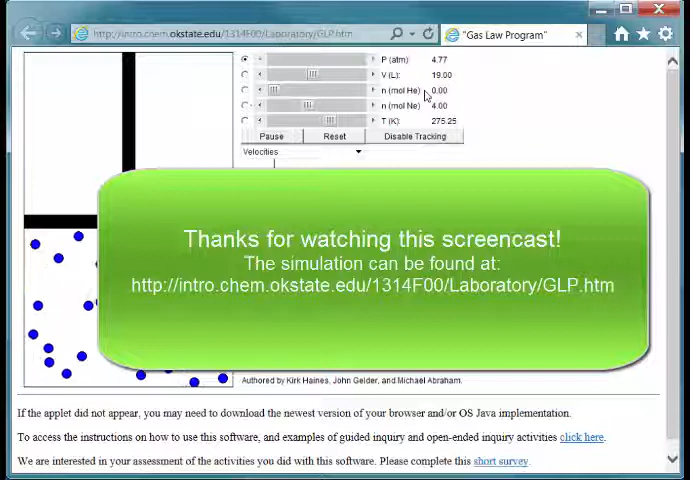 http://intro.chem.okstate.edu/1314F00/Laboratory/GLP.htm
"Gas Law Program"
P (atm) 4.77
V (L): 19.00
n (mol He) 0.00
n (mol Ne) 4.00
T (K): 275.25
Pause Reset Disable Tracking
Velocities
Thanks for watching this screencast!
The simulation can be found at:
http://intro.chem.okstate.edu/1314F00/Laboratory/GLP.htm
Authored by Kirk Haines, John Gelder, and Michael Abraham.
If the applet did not appear, you may need to download the newest version of your browser and/or OS Java implementation.
To access the instructions on how to use this software, and examples of guided inquiry and open-ended inquiry activities click here.
We are interested in your assessment of the activities you did with this software. Please complete this short survey.